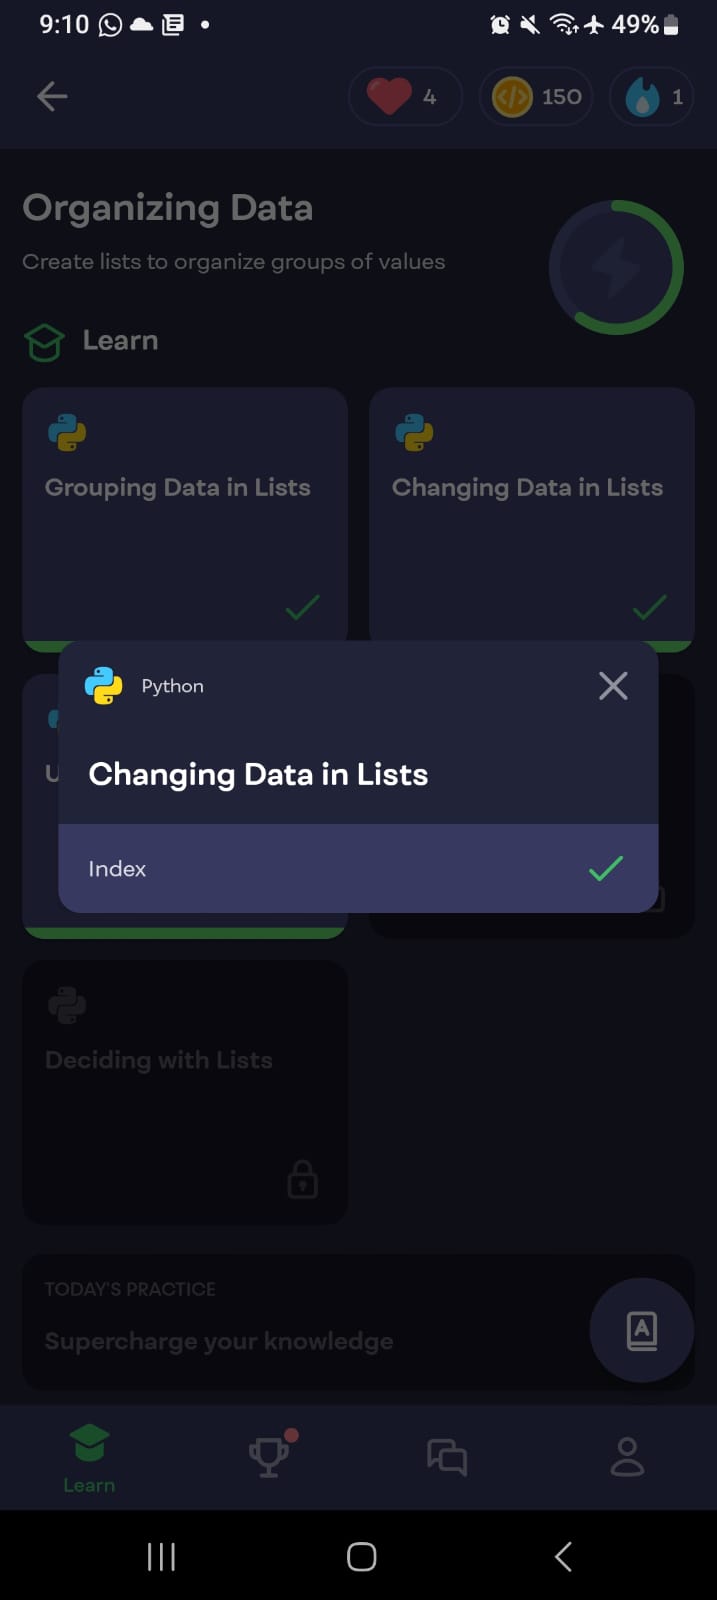 9:10
49%
4
150
1
Organizing Data
Create lists to organize groups of values
Learn
Grouping Data in Lists
Changing Data in Lists
Python
U
Changing Data in Lists
Index
Deciding with Lists
TODAY'S PRACTICE
Supercharge your knowledge
A
Learn